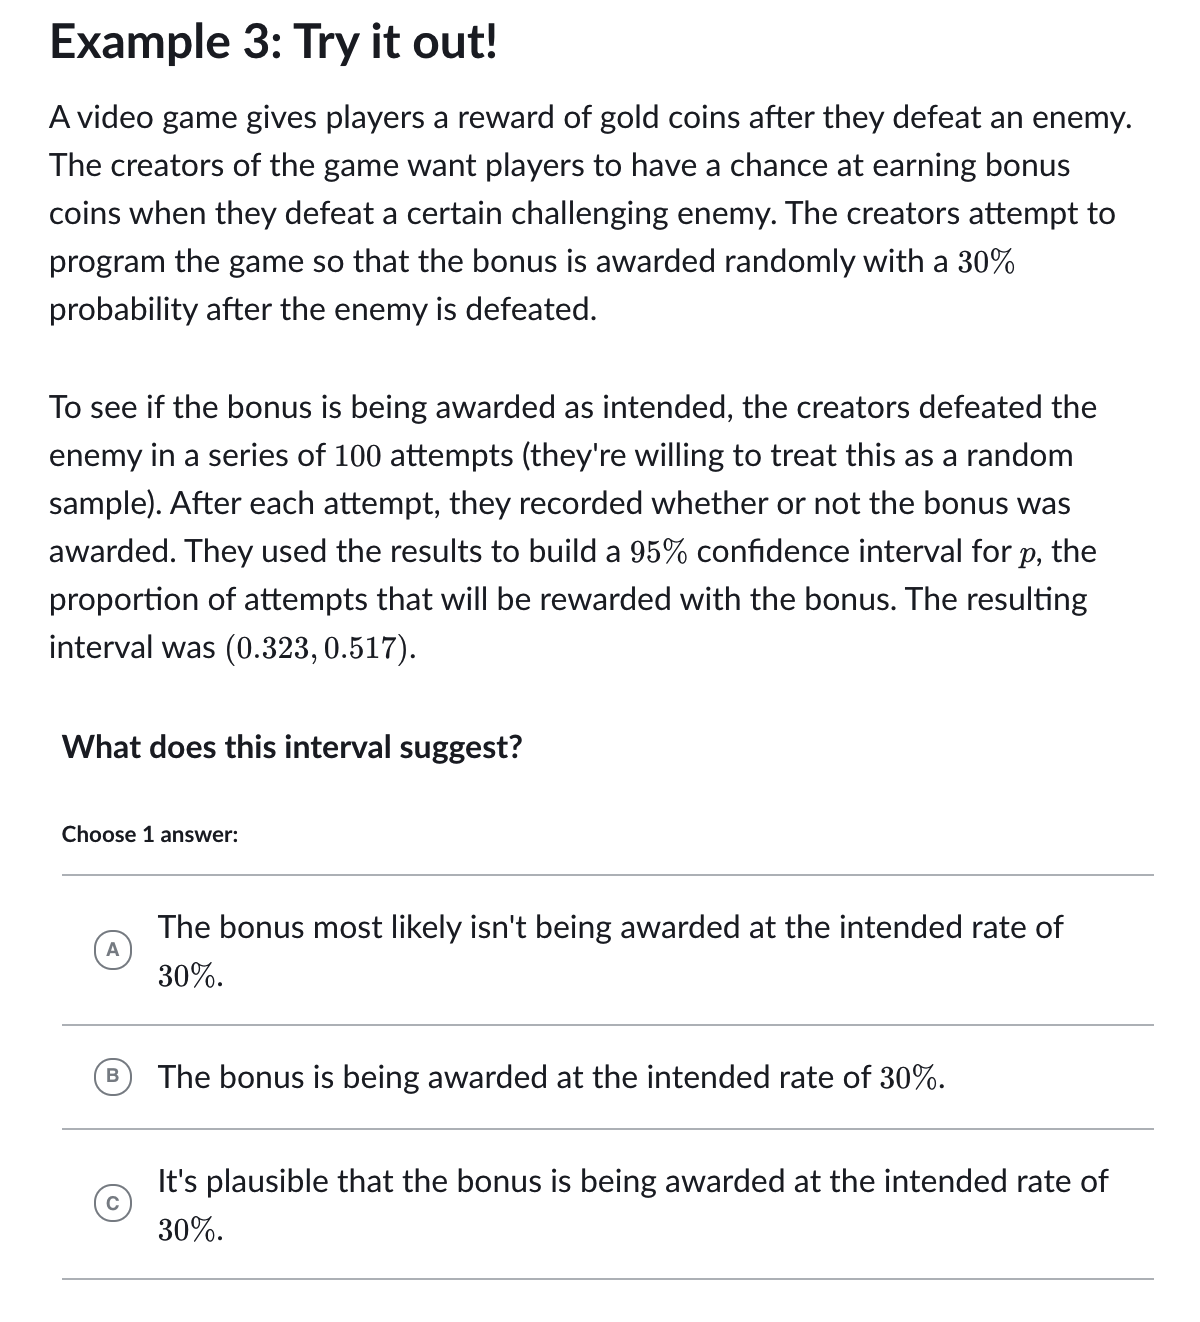 Example 3: Try it out!
A video game gives players a reward of gold coins after they defeat an enemy.
The creators of the game want players to have a chance at earning bonus
coins when they defeat a certain challenging enemy. The creators attempt to
program the game so that the bonus is awarded randomly with a 30%
probability after the enemy is defeated.
To see if the bonus is being awarded as intended, the creators defeated the
enemy in a series of 100 attempts (they're willing to treat this as a random
sample). After each attempt, they recorded whether or not the bonus was
awarded. They used the results to build a 95% confidence interval for p, the
proportion of attempts that will be rewarded with the bonus. The resulting
interval was (0.323, 0.517).
What does this interval suggest?
Choose 1 answer:
A The bonus most likely isn't being awarded at the intended rate of
30%.
B The bonus is being awarded at the intended rate of 30%.
C It's plausible that the bonus is being awarded at the intended rate of
30%.